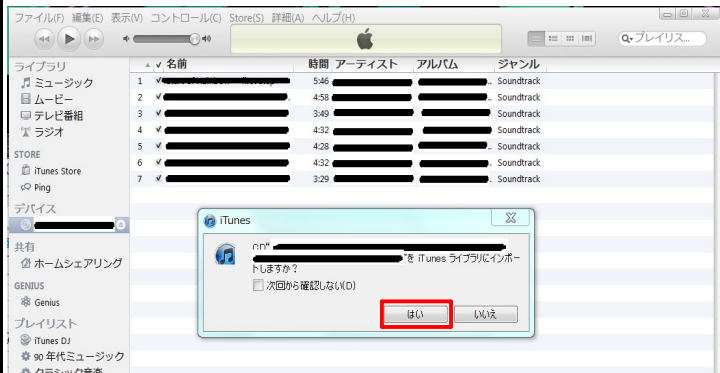 ファイル(F) 編集(E) 表示(V) コントロール(C) Store(S) 詳細(A) ヘルプ(H)
プレイリス...
ライブラリ
ミュージック
ムービー
テレビ番組
ラジオ
STORE
iTunes Store
Ping
デバイス
共有
ホームシェアリング
GENIUS
Genius
プレイリスト
iTunes DJ
90 年代ミュージック
クラシック音楽
名前 時間 アーティスト アルバム ジャンル
1 5:46 Soundtrack
2 4:58 Soundtrack
3 3:49 Soundtrack
4 4:32 Soundtrack
5 4:28 Soundtrack
6 4:32 Soundtrack
7 3:29 Soundtrack
iTunes
"を iTunes ライブラリにインポー
トしますか？
次回から確認しない(D)
はい いいえ